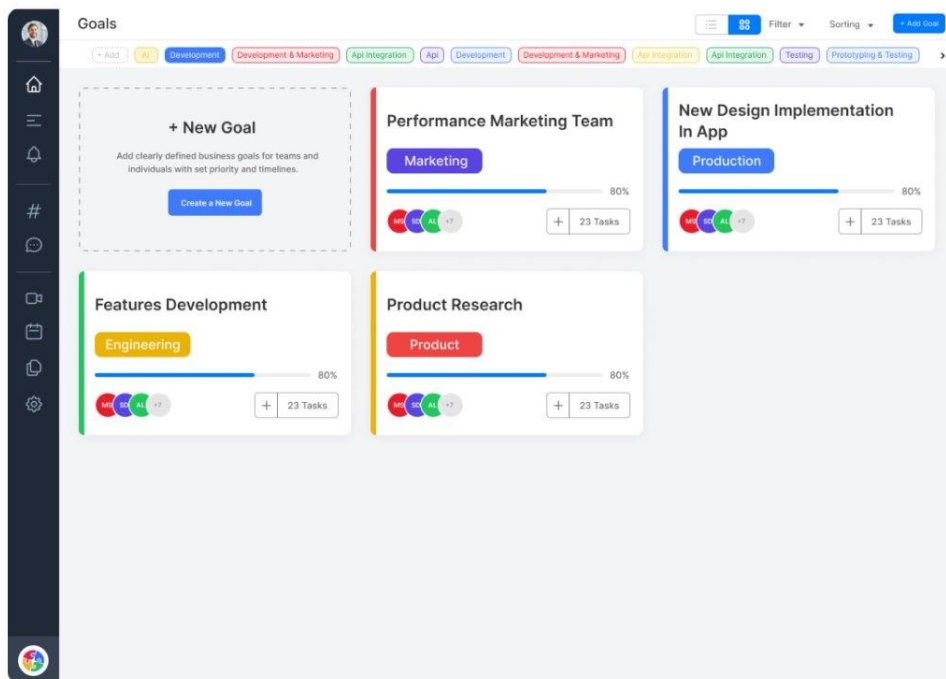 Goals
Filter
Sorting
+ Add Goal
+ Add
Ai
Development
Development & Marketing
Api Integration
Api
Development
Development & Marketing
Api Integration
Api Integration
Testing
Prototyping & Testing
+ New Goal
Add clearly defined business goals for teams and
individuals with set priority and timelines.
Create a New Goal
Performance Marketing Team
Marketing
80%
MS SD AL +7
+ 23 Tasks
New Design Implementation
In App
Production
80%
MS SD AL +7
+ 23 Tasks
Features Development
Engineering
80%
MS SD AL +7
+ 23 Tasks
Product Research
Product
80%
MS SD AL +7
+ 23 Tasks